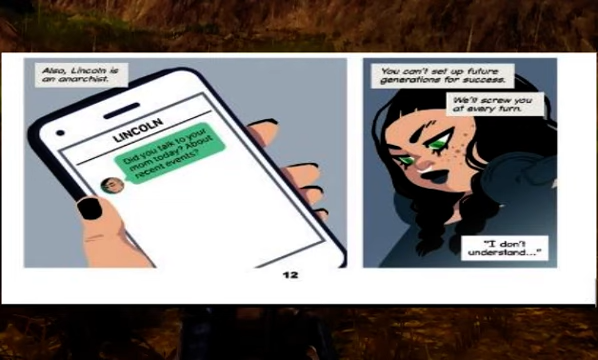 Also, Lincoln is
an anarchist.
LINCOLN
Did you talk to your
mom today? About
recent events?
You can't set up future
generations for success.
We'll screw you
at every turn.
"I don't
understand..."
12